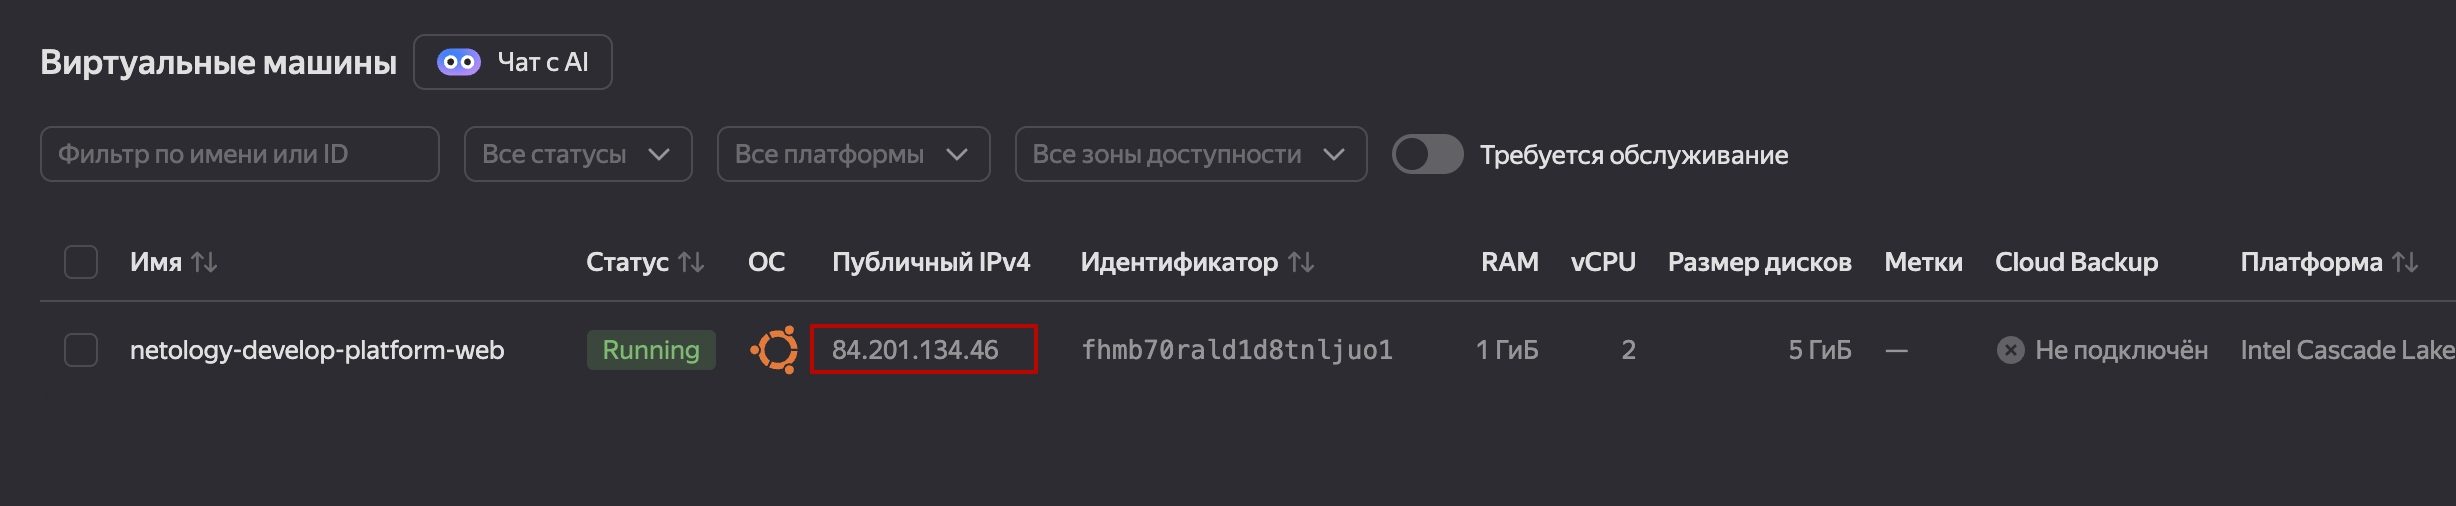 Виртуальные машины Чат с AI
Фильтр по имени или ID Все статусы Все платформы Все зоны доступности Требуется обслуживание
Имя Статус ОС Публичный IPv4 Идентификатор RAM vCPU Размер дисков Метки Cloud Backup Платформа
netology-develop-platform-web Running 84.201.134.46 fhmb70rald1d8tnljuo1 1 ГиБ 2 5 ГиБ — Не подключён Intel Cascade Lake